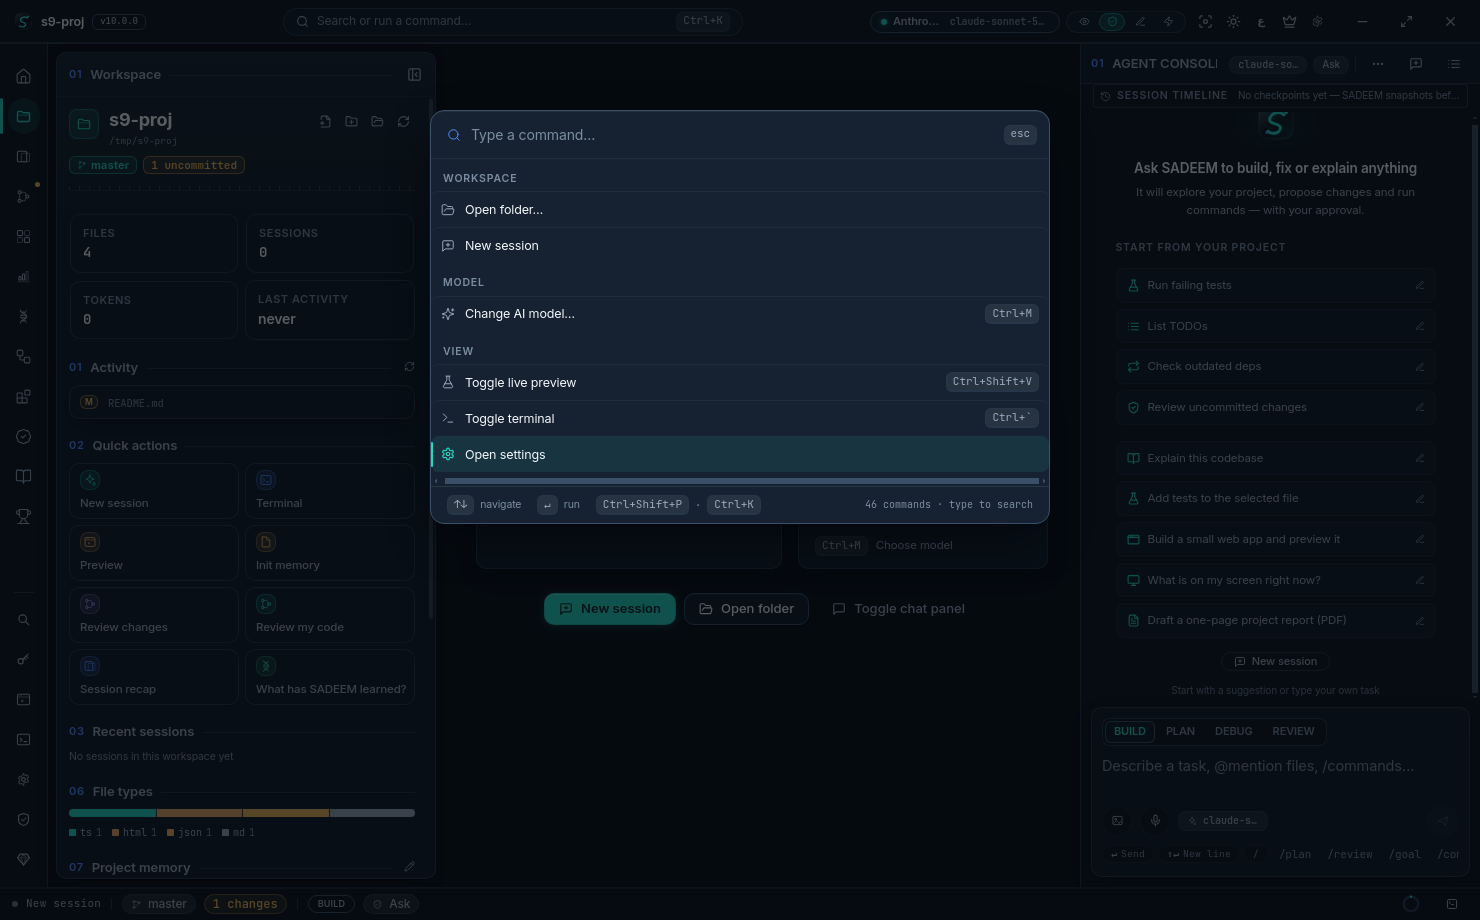 s9-proj v10.0.0 Search or run a command... Ctrl+K Anthro... claude-sonnet-5... ع
01 Workspace
s9-proj
/tmp/s9-proj
master 1 uncommitted
FILES
4
SESSIONS
0
TOKENS
0
LAST ACTIVITY
never
01 Activity
M README.md
02 Quick actions
New session
Terminal
Preview
Init memory
Review changes
Review my code
Session recap
What has SADEEM learned?
03 Recent sessions
No sessions in this workspace yet
06 File types
ts 1 html 1 json 1 md 1
07 Project memory
Type a command... esc
WORKSPACE
Open folder...
New session
MODEL
Change AI model... Ctrl+M
VIEW
Toggle live preview Ctrl+Shift+V
Toggle terminal Ctrl+`
Open settings
↑↓ navigate ↵ run Ctrl+Shift+P · Ctrl+K 46 commands · type to search
Ctrl+M Choose model
New session Open folder Toggle chat panel
01 AGENT CONSOL claude-so... Ask ...
SESSION TIMELINE No checkpoints yet — SADEEM snapshots bef...
Ask SADEEM to build, fix or explain anything
It will explore your project, propose changes and run
commands — with your approval.
START FROM YOUR PROJECT
Run failing tests
List TODOs
Check outdated deps
Review uncommitted changes
Explain this codebase
Add tests to the selected file
Build a small web app and preview it
What is on my screen right now?
Draft a one-page project report (PDF)
New session
Start with a suggestion or type your own task
BUILD PLAN DEBUG REVIEW
Describe a task, @mention files, /commands...
claude-s...
↵ Send ↑↵ New line / /plan /review /goal /con
New session master 1 changes BUILD Ask